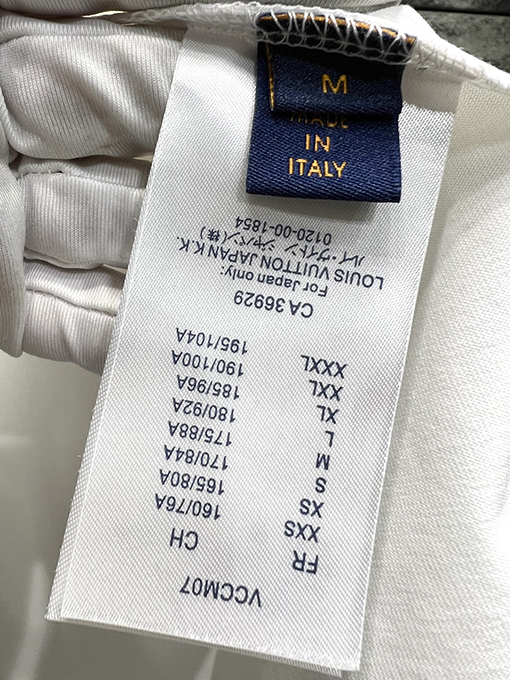 M
MADE
IN
ITALY
VCCM07
FR CH
XXS 160/76A
XS 165/80A
S 170/84A
M 175/88A
L 180/92A
XL 185/96A
XXL 190/100A
XXXL 195/104A
CA 36929
For Japan only:
LOUIS VUITTON JAPAN K.K.
ルイ・ヴィトン ジャパン(株)
0120-00-1854